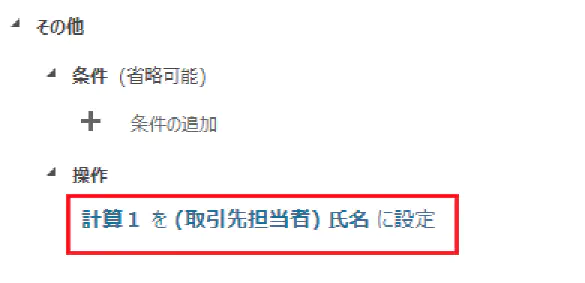 その他
条件 (省略可能)
条件の追加
操作
計算1 を (取引先担当者) 氏名 に設定